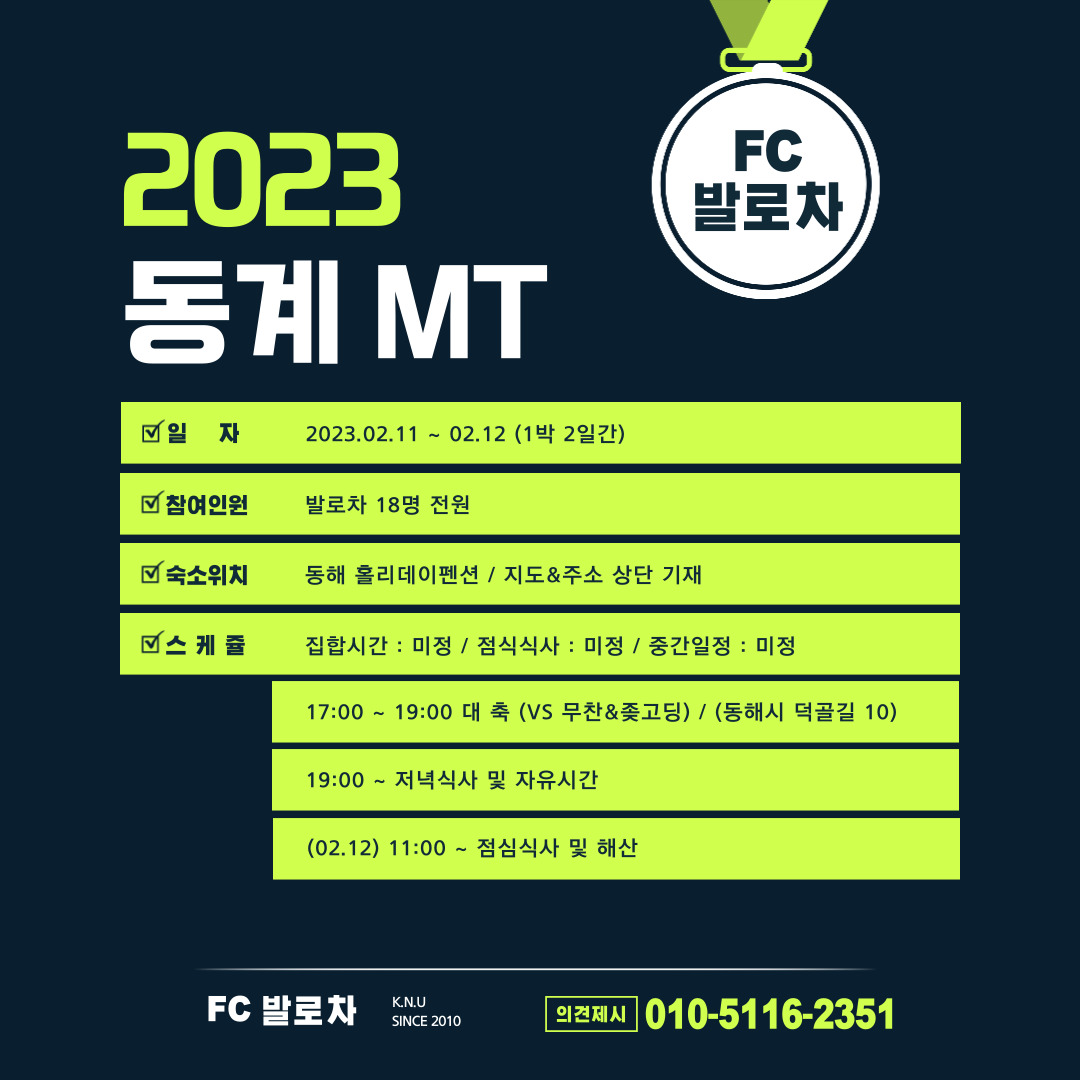 FC
발로차
2023
동계 MT
일 자 2023.02.11 ~ 02.12 (1박 2일간)
참여인원 발로차 18명 전원
숙소위치 동해 홀리데이펜션 / 지도&주소 상단 기재
스 케 쥴 집합시간 : 미정 / 점식식사 : 미정 / 중간일정 : 미정
17:00 ~ 19:00 대 축 (VS 무찬&좆고딩) / (동해시 덕골길 10)
19:00 ~ 저녁식사 및 자유시간
(02.12) 11:00 ~ 점심식사 및 해산
FC 발로차
K.N.U
SINCE 2010
의견제시 010-5116-2351